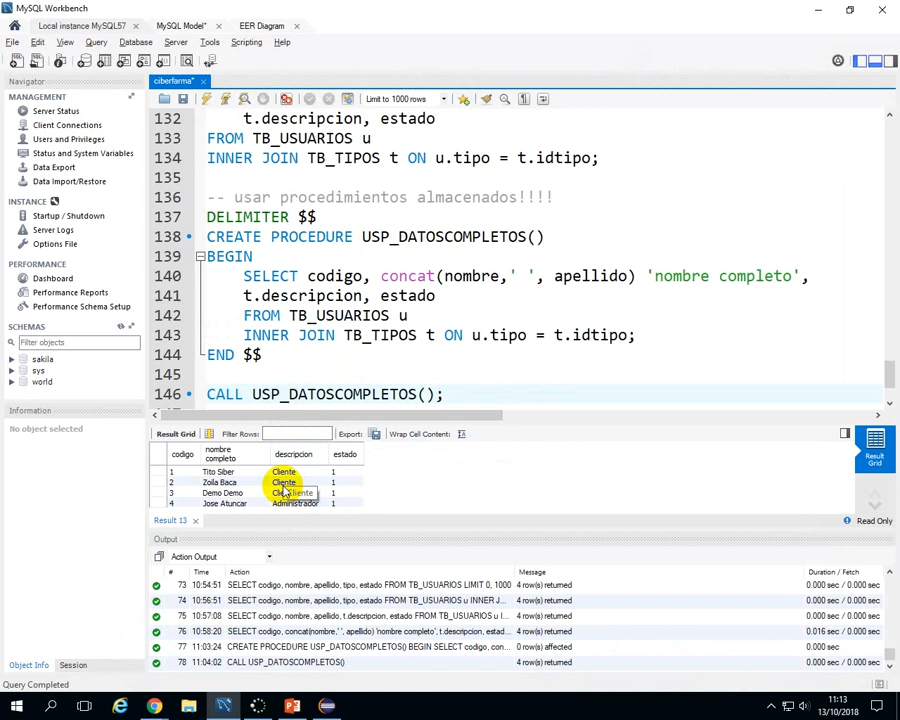 MySQL Workbench
Local instance MySQL57
MySQL Model*
EER Diagram
File Edit View Query Database Server Tools Scripting Help
Navigator
MANAGEMENT
Server Status
Client Connections
Users and Privileges
Status and System Variables
Data Export
Data Import/Restore
INSTANCE
Startup / Shutdown
Server Logs
Options File
PERFORMANCE
Dashboard
Performance Reports
Performance Schema Setup
SCHEMAS
Filter objects
sakila
sys
world
Information
No object selected
Object Info Session
Query Completed
ciberfarma*
Limit to 1000 rows
132 t.descripcion, estado
133 FROM TB_USUARIOS u
134 INNER JOIN TB_TIPOS t ON u.tipo = t.idtipo;
135
136 -- usar procedimientos almacenados!!!!
137 DELIMITER $$
138 CREATE PROCEDURE USP_DATOSCOMPLETOS()
139 BEGIN
140 SELECT codigo, concat(nombre,' ', apellido) 'nombre completo',
141 t.descripcion, estado
142 FROM TB_USUARIOS u
143 INNER JOIN TB_TIPOS t ON u.tipo = t.idtipo;
144 END $$
145
146 CALL USP_DATOSCOMPLETOS();
Result Grid Filter Rows: Export: Wrap Cell Content:
codigo nombre completo descripcion estado
1 Tito Siber Cliente 1
2 Zoila Baca Cliente 1
3 Demo Demo 1
4 Jose Atuncar Administrador 1
Result Grid
Result 13
Read Only
Output
Action Output
# Time Action Message Duration / Fetch
73 10:54:51 SELECT codigo, nombre, apellido, tipo, estado FROM TB_USUARIOS LIMIT 0, 1000 4 row(s) returned 0.000 sec / 0.000 sec
74 10:56:51 SELECT codigo, nombre, apellido, tipo, estado FROM TB_USUARIOS u INNER J... 4 row(s) returned 0.000 sec / 0.000 sec
75 10:57:08 SELECT codigo, nombre, apellido, t.descripcion, estado FROM TB_USUARIOS u... 4 row(s) returned 0.000 sec / 0.000 sec
76 10:58:20 SELECT codigo, concat(nombre,' ', apellido) 'nombre completo', t.descripcion, estad... 4 row(s) returned 0.016 sec / 0.000 sec
77 11:03:24 CREATE PROCEDURE USP_DATOSCOMPLETOS() BEGIN SELECT codigo, con... 0 row(s) affected 0.000 sec
78 11:04:02 CALL USP_DATOSCOMPLETOS() 4 row(s) returned 0.000 sec / 0.000 sec
11:13
13/10/2018